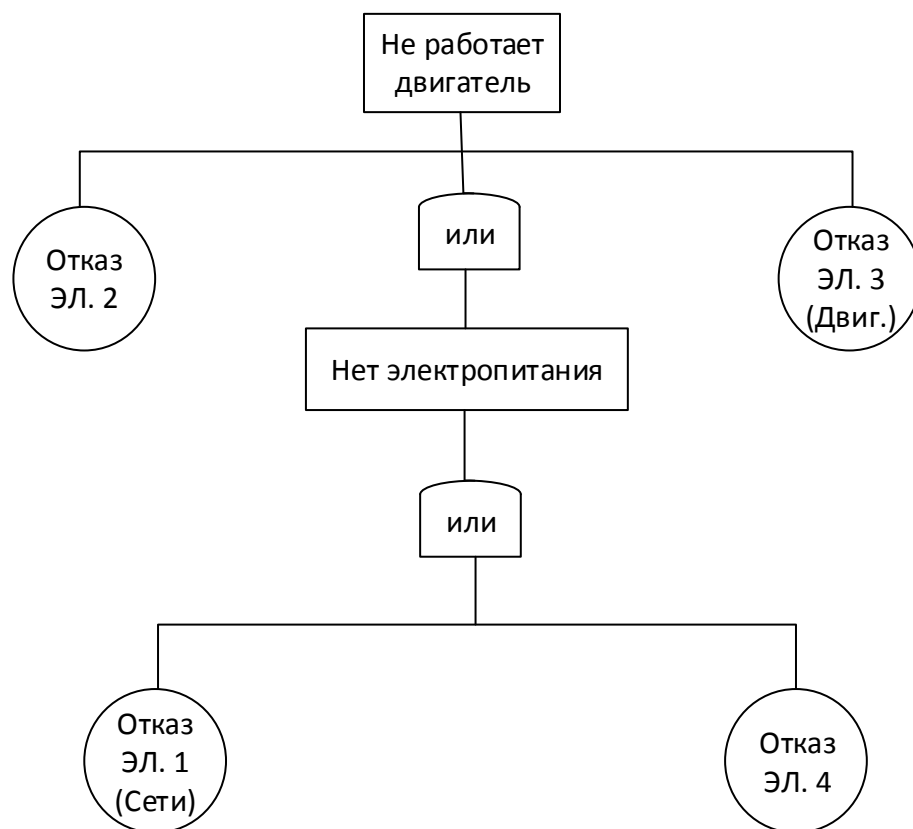 Не работает
двигатель
Отказ
ЭЛ. 2
или
Отказ
ЭЛ. 3
(Двиг.)
Нет электропитания
или
Отказ
ЭЛ. 1
(Сети)
Отказ
ЭЛ. 4